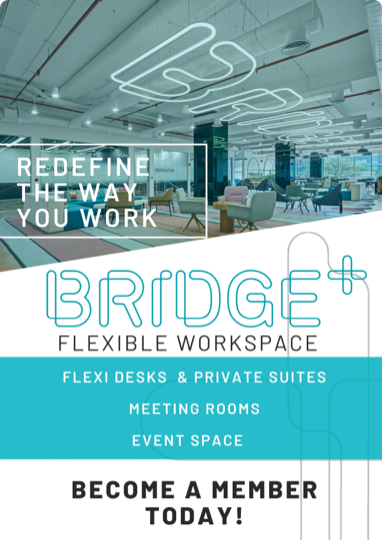 REDEFINE
THE WAY
YOU WORK
BRIDGE+
FLEXIBLE WORKSPACE
FLEXI DESKS & PRIVATE SUITES
MEETING ROOMS
EVENT SPACE
BECOME A MEMBER
TODAY!